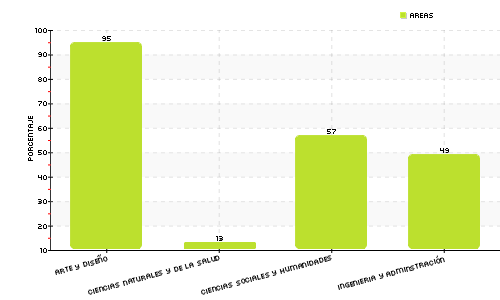 AREAS
100
90
80
70
60
50
40
30
20
10
PORCENTAJE
95
13
57
49
ARTE Y DISEÑO
CIENCIAS NATURALES Y DE LA SALUD
CIENCIAS SOCIALES Y HUMANIDADES
INGENIERIA Y ADMINSTRACIÓN